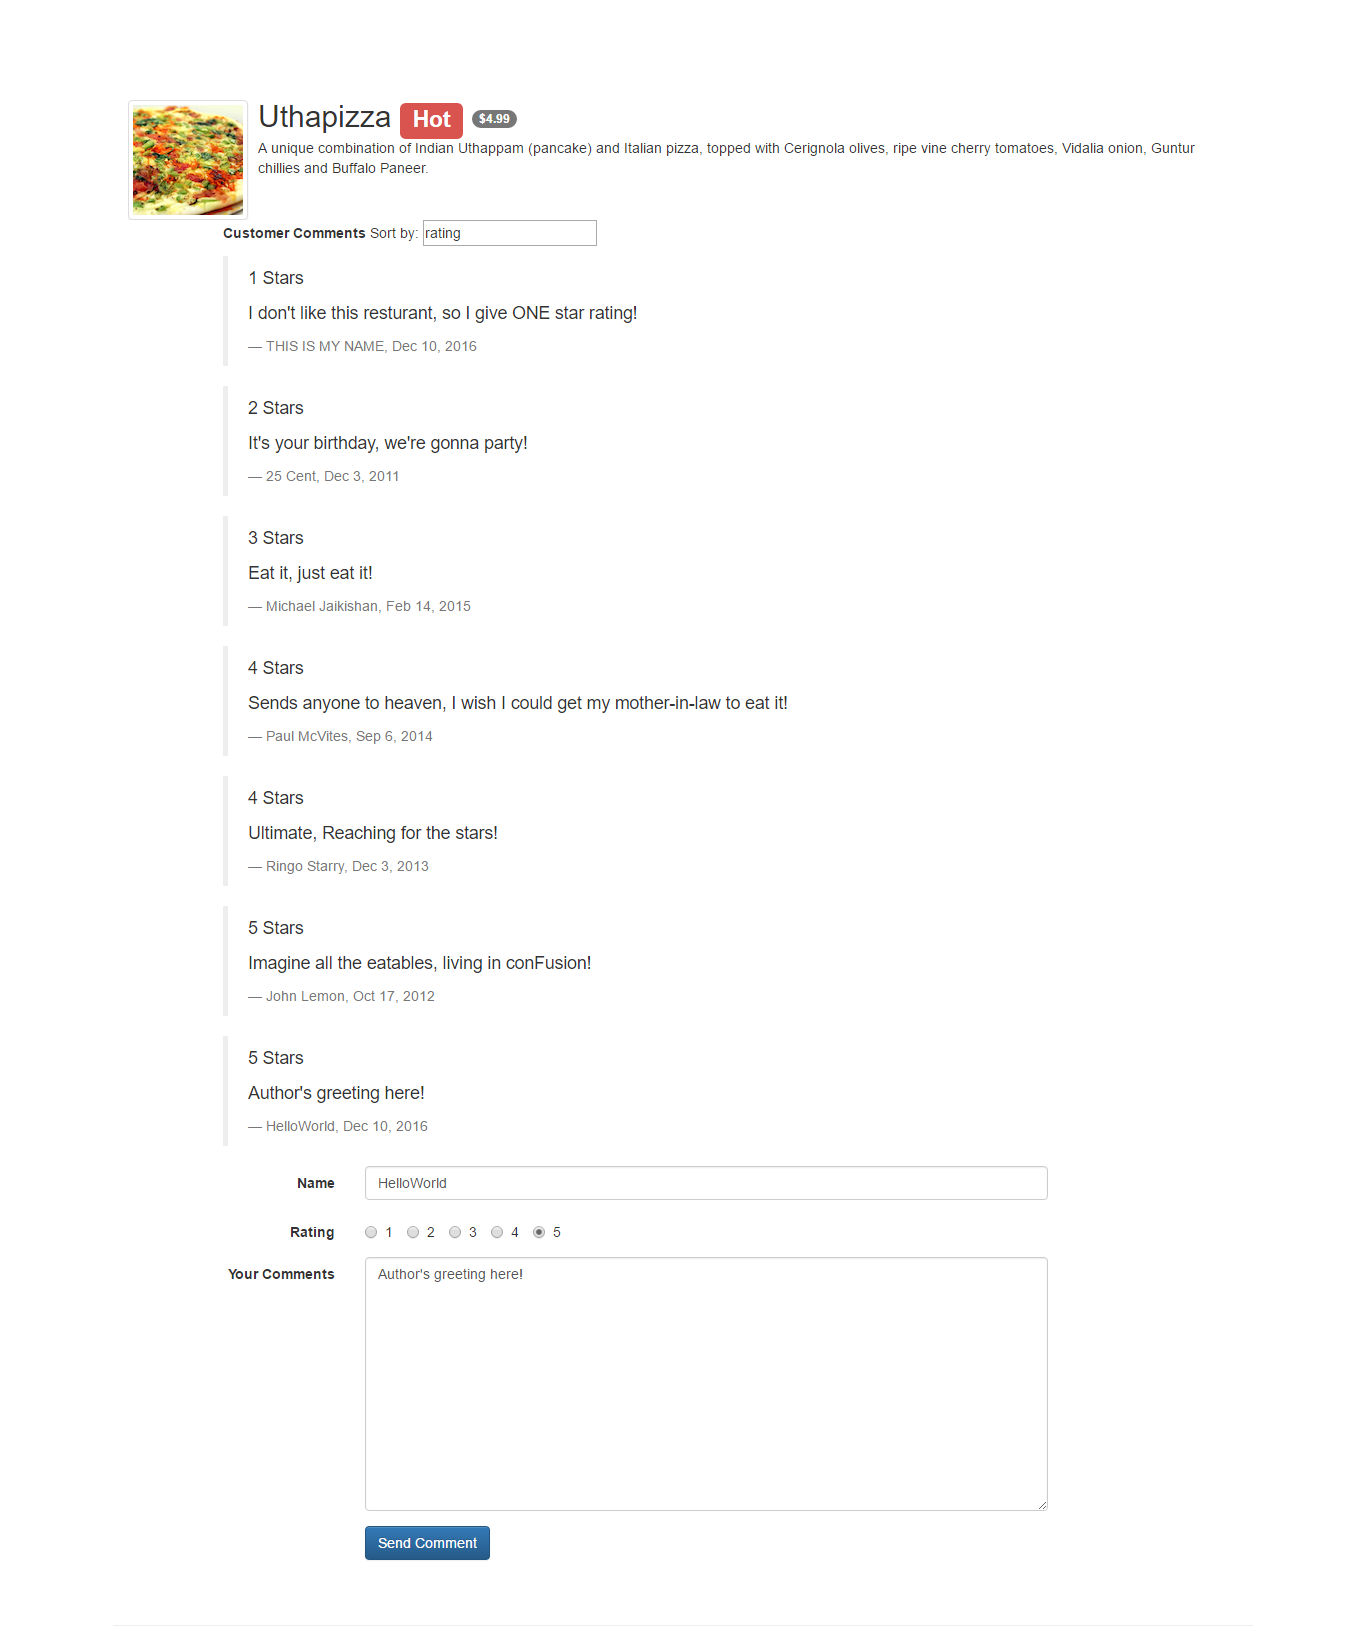 Uthapizza Hot $4.99
A unique combination of Indian Uthappam (pancake) and Italian pizza, topped with Cerignola olives, ripe vine cherry tomatoes, Vidalia onion, Guntur
chillies and Buffalo Paneer.
Customer Comments Sort by: rating
1 Stars
I don't like this resturant, so I give ONE star rating!
— THIS IS MY NAME, Dec 10, 2016
2 Stars
It's your birthday, we're gonna party!
— 25 Cent, Dec 3, 2011
3 Stars
Eat it, just eat it!
— Michael Jaikishan, Feb 14, 2015
4 Stars
Sends anyone to heaven, I wish I could get my mother-in-law to eat it!
— Paul McVites, Sep 6, 2014
4 Stars
Ultimate, Reaching for the stars!
— Ringo Starry, Dec 3, 2013
5 Stars
Imagine all the eatables, living in conFusion!
— John Lemon, Oct 17, 2012
5 Stars
Author's greeting here!
— HelloWorld, Dec 10, 2016
Name HelloWorld
Rating 1 2 3 4 5
Your Comments Author's greeting here!
Send Comment